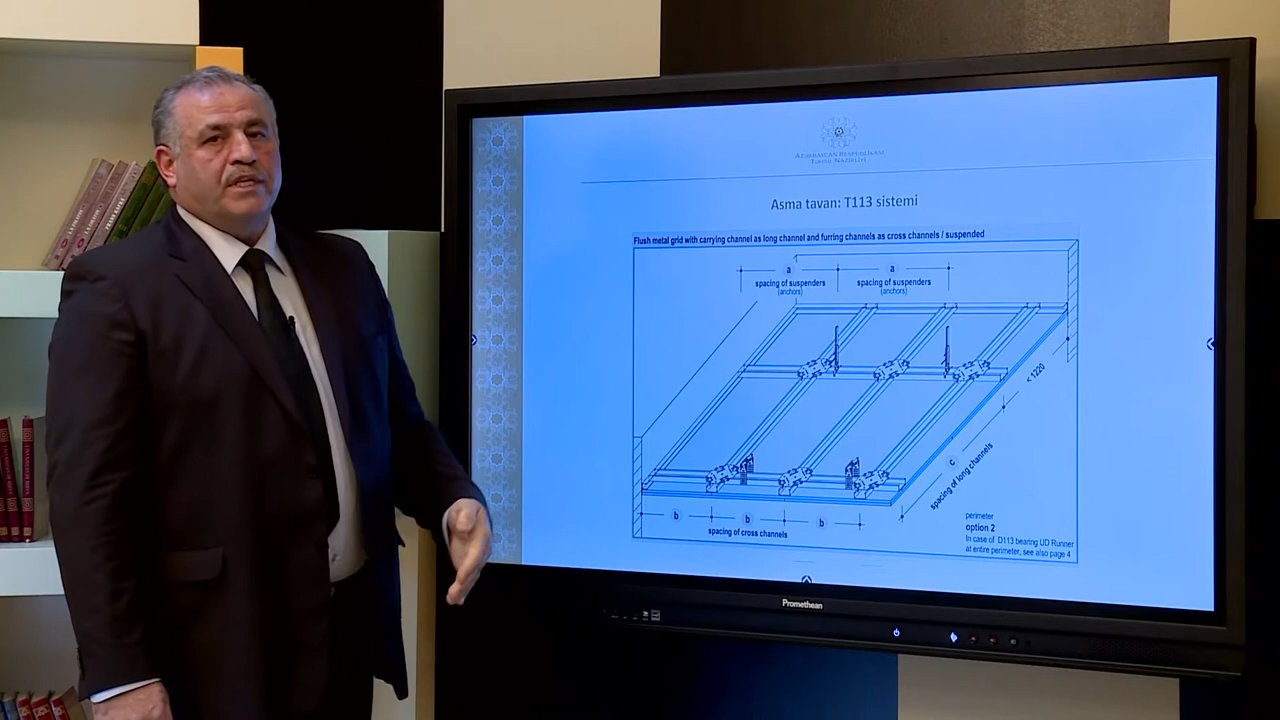 AZƏRBAYCAN RESPUBLİKASI
TƏHSİL NAZİRLİYİ
Asma tavan: T113 sistemi
Flush metal grid with carrying channel as long channel and furring channels as cross channels / suspended
a
a
spacing of suspenders
(anchors)
spacing of suspenders
(anchors)
< 1220
c
spacing of long channels
b
b
b
spacing of cross channels
perimeter
option 2
In case of D113 bearing UD Runner
at entire perimeter, see also page 4
Promethean